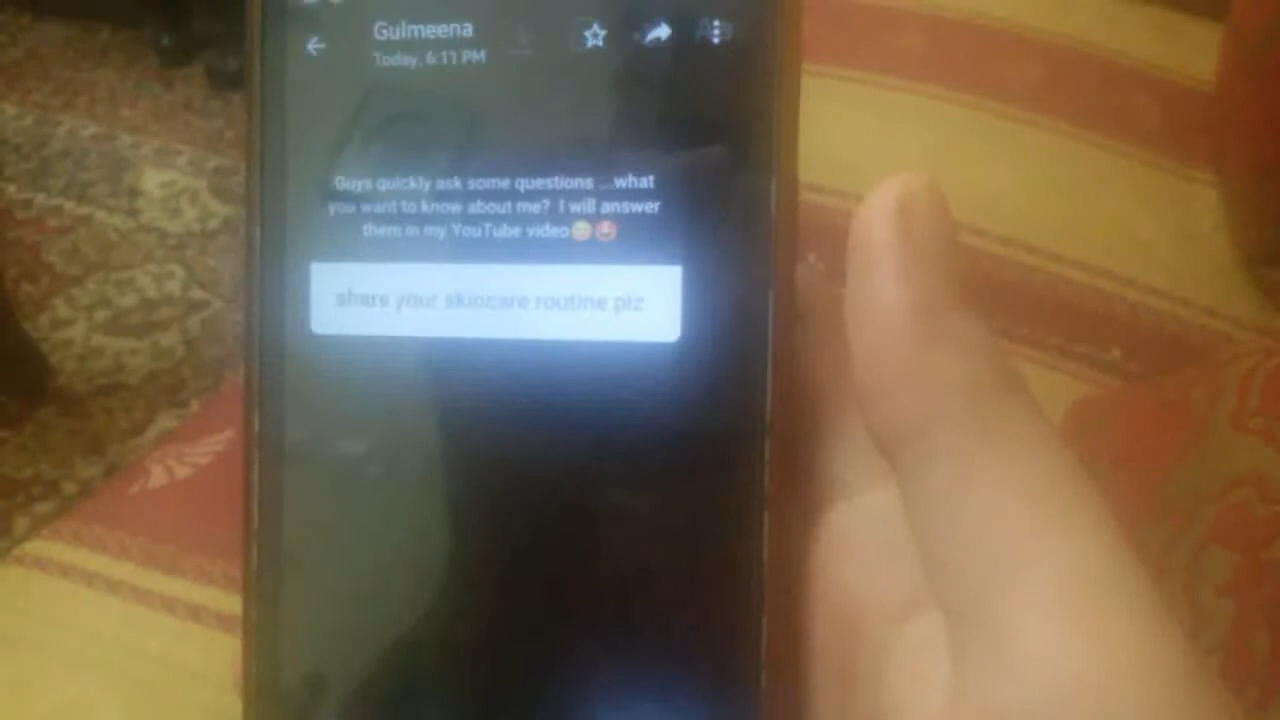 Gulmeena
Today, 6:11 PM
Guys quickly ask some questions ...what
you want to know about me? I will answer
them in my YouTube video😊🤩
share your skincare routine plz